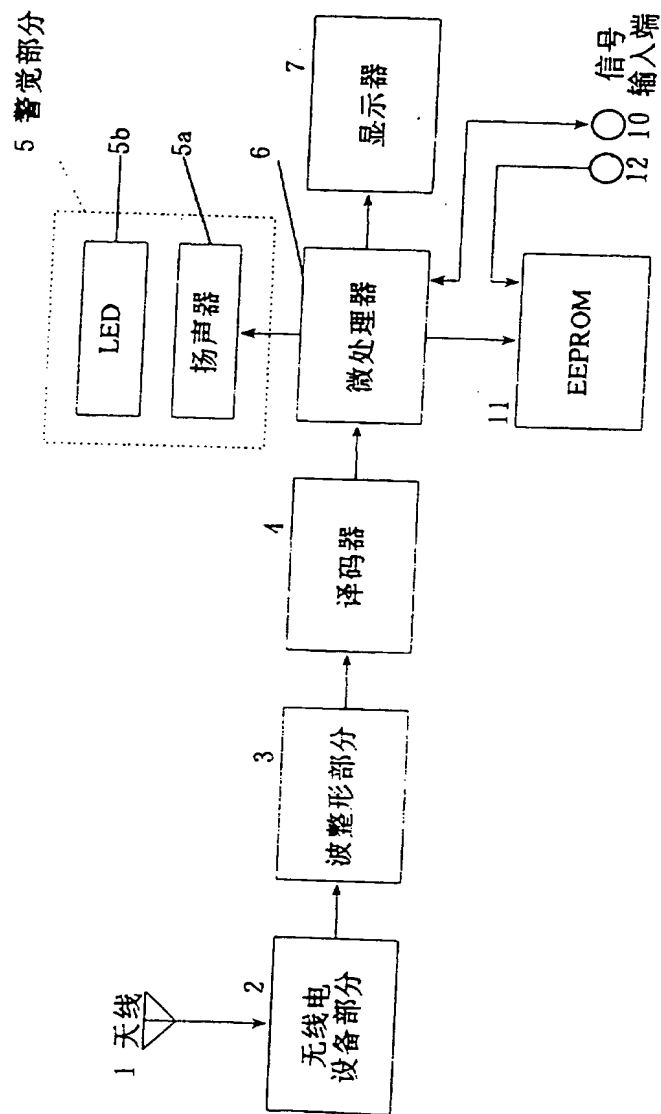 1 天线
2
无线电
设备部分
3
波整形部分
4
译码器
5 警觉部分
5b
LED
5a
扬声器
6
微处理器
7
显示器
11
EEPROM
信号
输入端
10
12